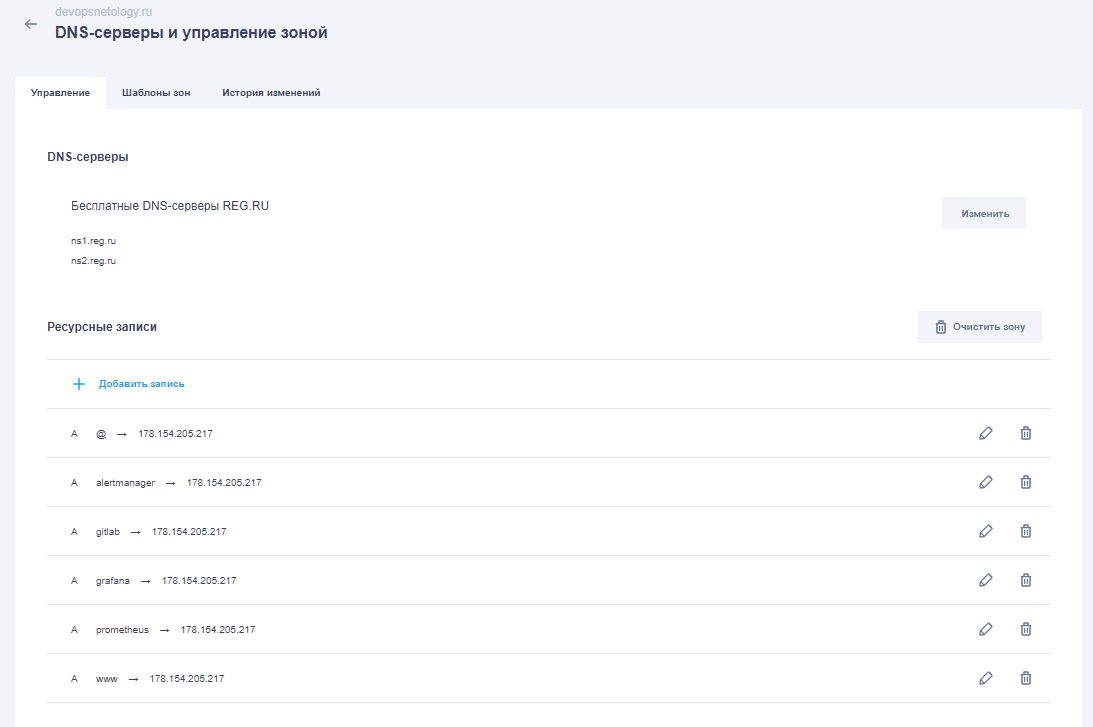 devopsnetology.ru
DNS-серверы и управление зоной
Управление Шаблоны зон История изменений
DNS-серверы
Бесплатные DNS-серверы REG.RU
Изменить
ns1.reg.ru
ns2.reg.ru
Ресурсные записи
Очистить зону
Добавить запись
A @ → 178.154.205.217
A alertmanager → 178.154.205.217
A gitlab → 178.154.205.217
A grafana → 178.154.205.217
A prometheus → 178.154.205.217
A www → 178.154.205.217